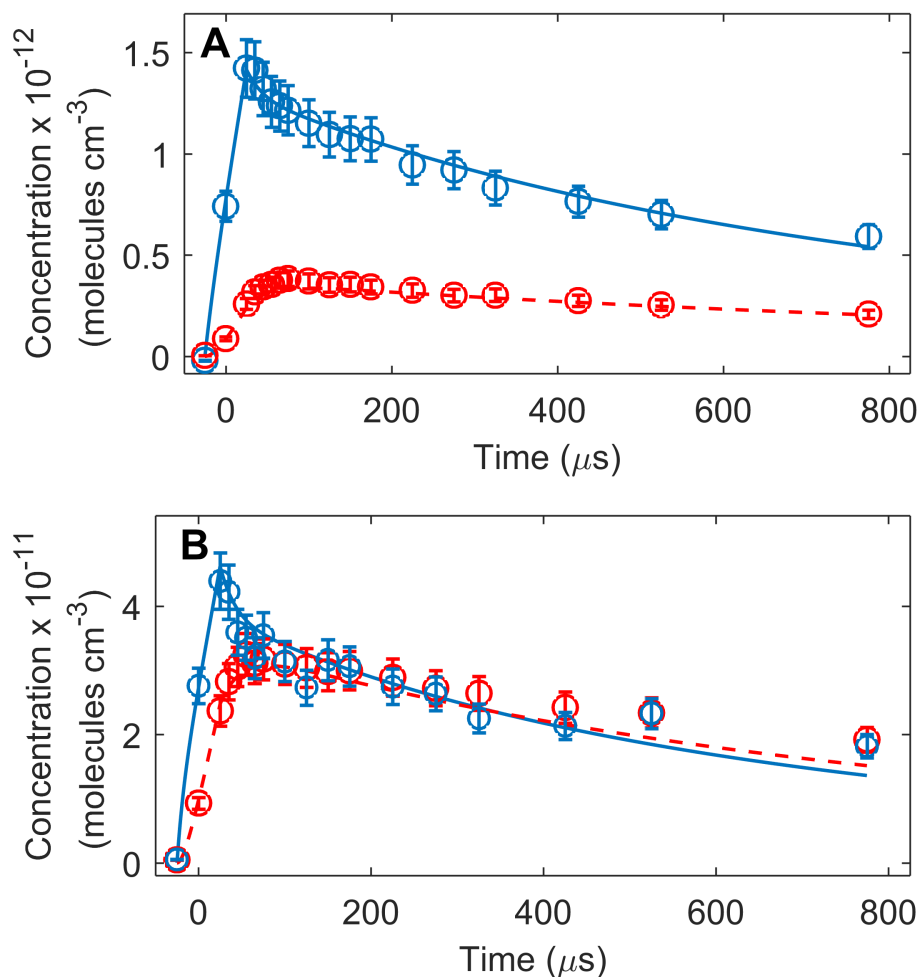 A
Concentration x 10⁻¹²
(molecules cm⁻³)
1.5
1
0.5
0
0 200 400 600 800
Time (μs)
B
Concentration x 10⁻¹¹
(molecules cm⁻³)
4
2
0
0 200 400 600 800
Time (μs)